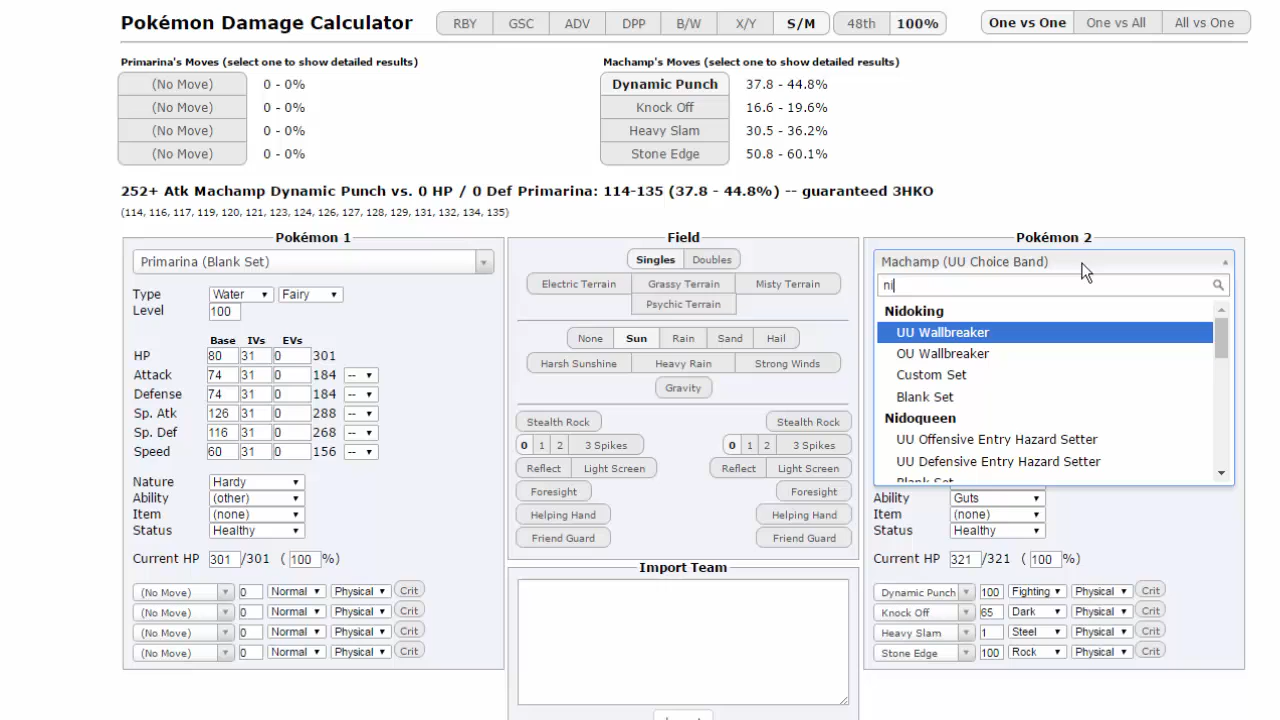 Pokémon Damage Calculator RBY GSC ADV DPP B/W X/Y S/M 48th 100% One vs One One vs All All vs One
Primarina's Moves (select one to show detailed results)
(No Move) 0 - 0%
(No Move) 0 - 0%
(No Move) 0 - 0%
(No Move) 0 - 0%
Machamp's Moves (select one to show detailed results)
Dynamic Punch 37.8 - 44.8%
Knock Off 16.6 - 19.6%
Heavy Slam 30.5 - 36.2%
Stone Edge 50.8 - 60.1%
252+ Atk Machamp Dynamic Punch vs. 0 HP / 0 Def Primarina: 114-135 (37.8 - 44.8%) -- guaranteed 3HKO
(114, 116, 117, 119, 120, 121, 123, 124, 126, 127, 128, 129, 131, 132, 134, 135)
Pokémon 1
Primarina (Blank Set)
Type Water Fairy
Level 100
Base IVs EVs
HP 80 31 0 301
Attack 74 31 0 184 --
Defense 74 31 0 184 --
Sp. Atk 126 31 0 288 --
Sp. Def 116 31 0 268 --
Speed 60 31 0 156 --
Nature Hardy
Ability (other)
Item (none)
Status Healthy
Current HP 301 /301 ( 100 %)
(No Move) 0 Normal Physical Crit
(No Move) 0 Normal Physical Crit
(No Move) 0 Normal Physical Crit
(No Move) 0 Normal Physical Crit
Field
Singles Doubles
Electric Terrain Grassy Terrain Misty Terrain
Psychic Terrain
None Sun Rain Sand Hail
Harsh Sunshine Heavy Rain Strong Winds
Gravity
Stealth Rock Stealth Rock
0 1 2 3 Spikes 0 1 2 3 Spikes
Reflect Light Screen Reflect Light Screen
Foresight Foresight
Helping Hand Helping Hand
Friend Guard Friend Guard
Import Team
Pokémon 2
Machamp (UU Choice Band)
ni
Nidoking
UU Wallbreaker
OU Wallbreaker
Custom Set
Blank Set
Nidoqueen
UU Offensive Entry Hazard Setter
UU Defensive Entry Hazard Setter
Blank Set
Ability Guts
Item (none)
Status Healthy
Current HP 321 /321 ( 100 %)
Dynamic Punch 100 Fighting Physical Crit
Knock Off 65 Dark Physical Crit
Heavy Slam 1 Steel Physical Crit
Stone Edge 100 Rock Physical Crit